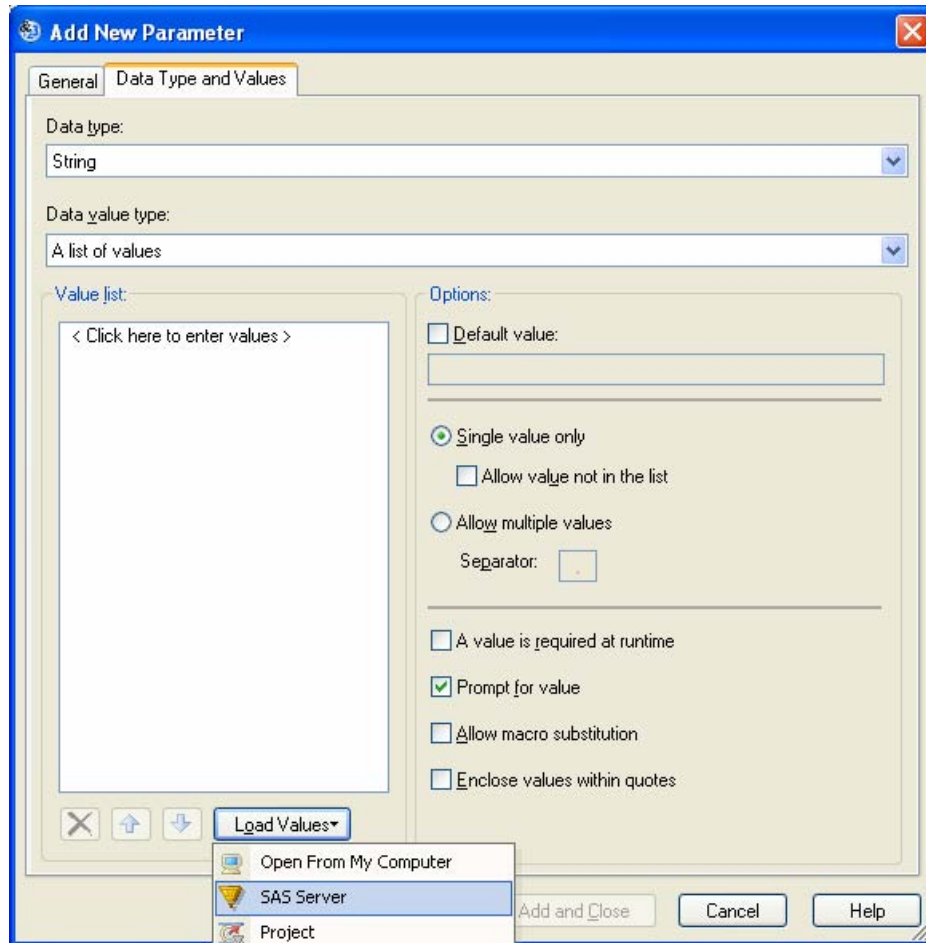 Add New Parameter
General
Data Type and Values
Data type:
String
Data value type:
A list of values
Value list:
< Click here to enter values >
Load Values
Options:
Default value:
Single value only
Allow value not in the list
Allow multiple values
Separator:
A value is required at runtime
Prompt for value
Allow macro substitution
Enclose values within quotes
Open From My Computer
SAS Server
Project
Add and Close
Cancel
Help